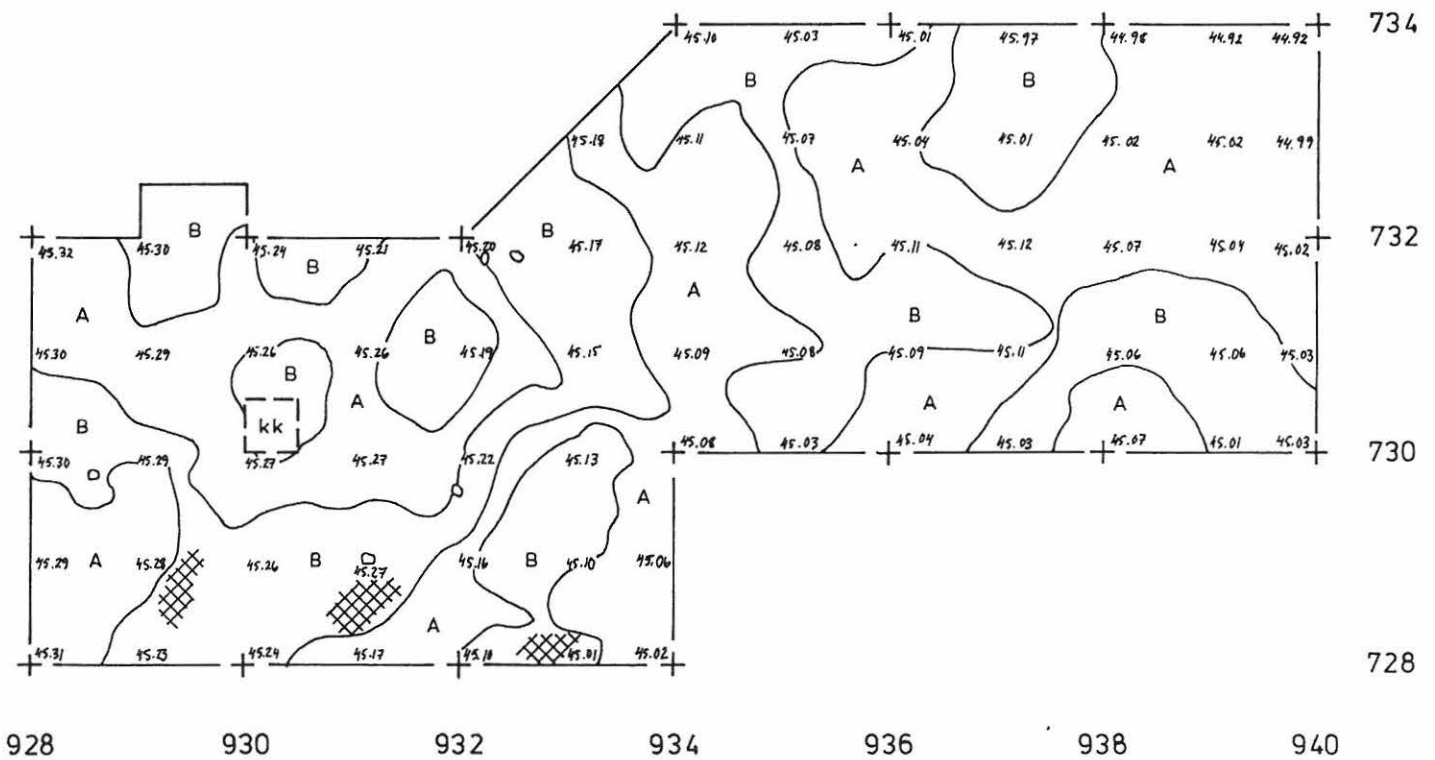 45.10 45.03 45.01 45.97 44.98 44.92 44.92 734
B B
45.18 45.11 45.07 45.04 45.01 45.02 45.02 44.99
A A
B B
45.32 45.30 45.24 45.21 45.20 45.17 45.12 45.08 45.11 45.12 45.07 45.04 45.02 732
B
A A B B
B
45.30 45.29 45.26 45.26 45.19 45.15 45.09 45.08 45.09 45.11 45.06 45.06 45.03
B
A A A
B kk
45.30 45.29 45.27 45.27 45.22 45.13 45.08 45.03 45.04 45.03 45.07 45.01 45.03 730
A
45.29 A 45.28 45.26 B 45.27 45.16 B 45.10 45.06
A
45.31 45.23 45.24 45.17 45.10 45.01 45.02 728
928 930 932 934 936 938 940